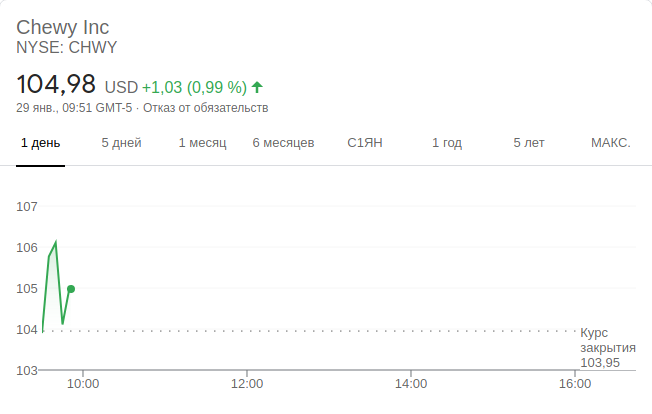 Chewy Inc
NYSE: CHWY
104,98 USD +1,03 (0,99 %)
29 янв., 09:51 GMT-5 · Отказ от обязательств
1 день 5 дней 1 месяц 6 месяцев С1ЯН 1 год 5 лет МАКС.
107
106
105
104
Курс
закрытия
103,95
103
10:00 12:00 14:00 16:00